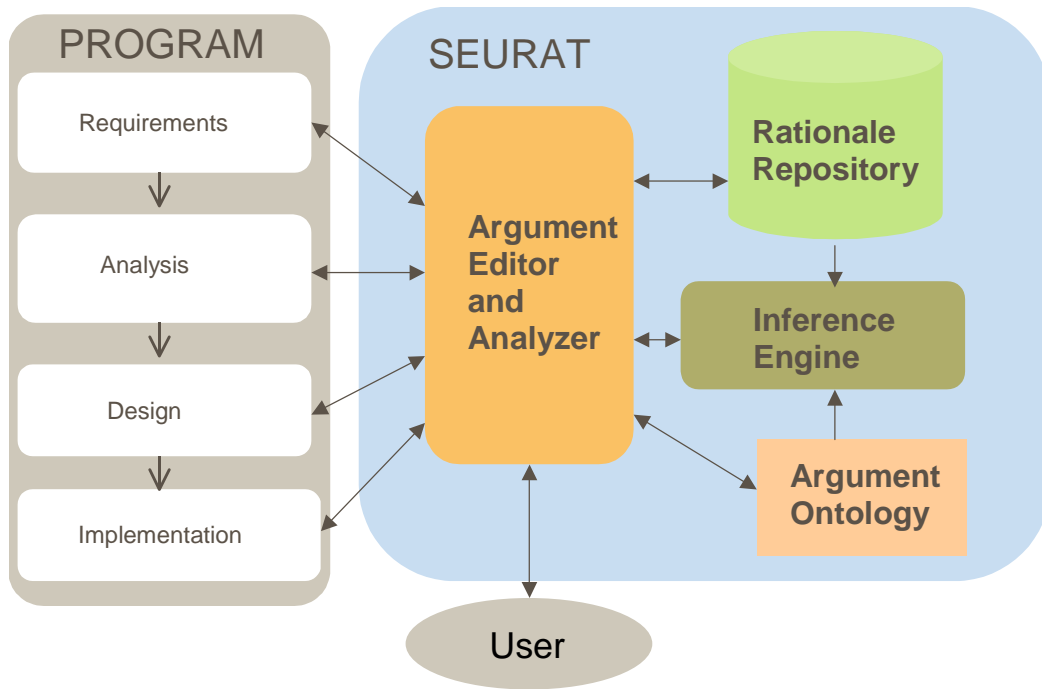 PROGRAM
Requirements
Analysis
Design
Implementation
SEURAT
Argument
Editor
and
Analyzer
Rationale
Repository
Inference
Engine
Argument
Ontology
User